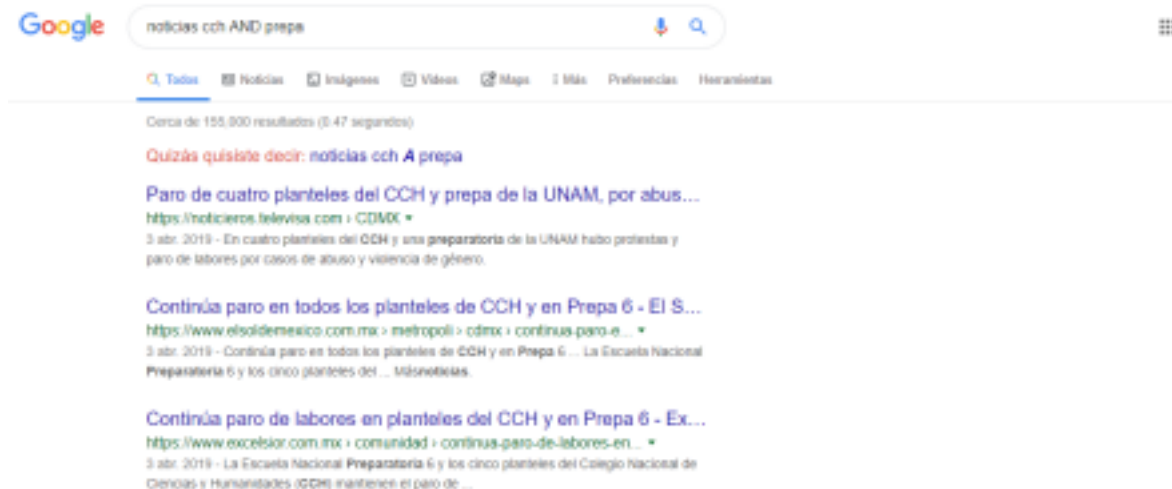 Google
noticias cch AND prepa
Todos Noticias Imágenes Videos Maps Más Preferencias Herramientas
Cerca de 155,000 resultados (0.47 segundos)
Quizás quisiste decir: noticias cch A prepa
Paro de cuatro planteles del CCH y prepa de la UNAM, por abus...
https://noticieros.televisa.com › CDMX
3 abr. 2019 - En cuatro planteles del CCH y una preparatoria de la UNAM hubo protestas y
paro de labores por casos de abuso y violencia de género.
Continúa paro en todos los planteles de CCH y en Prepa 6 - El S...
https://www.elsoldemexico.com.mx › metropoli › cdmx › continua-paro-e...
3 abr. 2019 - Continúa paro en todos los planteles de CCH y en Prepa 6 ... La Escuela Nacional
Preparatoria 6 y los cinco planteles del ... Másnoticias.
Continúa paro de labores en planteles del CCH y en Prepa 6 - Ex...
https://www.excelsior.com.mx › comunidad › continua-paro-de-labores-en...
3 abr. 2019 - La Escuela Nacional Preparatoria 6 y los cinco planteles del Colegio Nacional de
Ciencias y Humanidades (CCH) mantienen el paro de ...